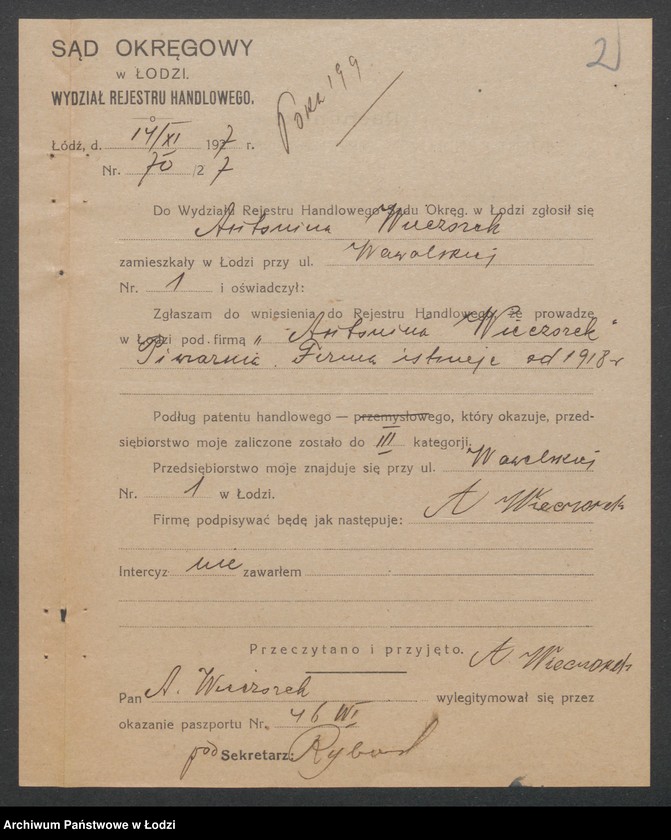 SĄD OKRĘGOWY
w ŁODZI.
WYDZIAŁ REJESTRU HANDLOWEGO.
2
Łódź, d. 14/XI 1927 r.
Nr. 70/27
Do Wydziału Rejestru Handlowego Sądu Okręg. w Łodzi zgłosił się
Antonina Wieczorek
zamieszkały w Łodzi przy ul. Wawelskiej
Nr. 1 i oświadczył:
Zgłaszam do wniesienia do Rejestru Handlowego, że prowadzę
w Łodzi pod firmą „Antonina Wieczorek"
Piwiarnia. Firma istnieje od 1918 r
Podług patentu handlowego — przemysłowego, który okazuje, przed-
siębiorstwo moje zaliczone zostało do III kategorji.
Przedsiębiorstwo moje znajduje się przy ul. Wawelskiej
Nr. 1 w Łodzi.
Firmę podpisywać będę jak następuje: A Wieczorek
Intercyz nie zawarłem
Przeczytano i przyjęto. A Wieczorek
Pan A. Wieczorek wylegitymował się przez
okazanie paszportu Nr. 46 VI
pod Sekretarz:
Archiwum Państwowe w Łodzi